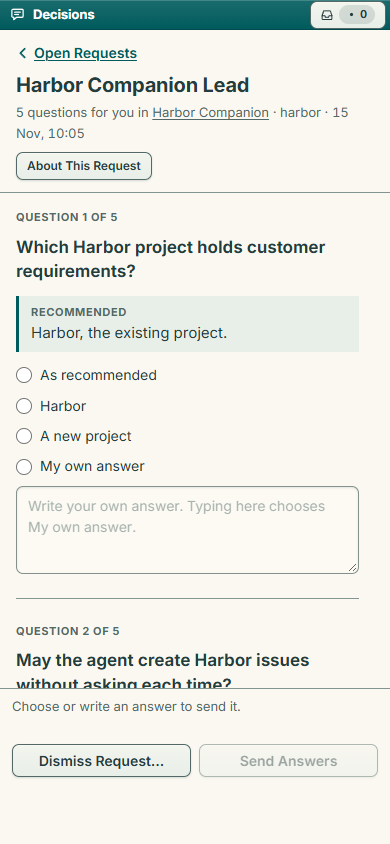 Decisions
• 0
Open Requests
Harbor Companion Lead
5 questions for you in Harbor Companion · harbor · 15
Nov, 10:05
About This Request
QUESTION 1 OF 5
Which Harbor project holds customer
requirements?
RECOMMENDED
Harbor, the existing project.
As recommended
Harbor
A new project
My own answer
Write your own answer. Typing here chooses
My own answer.
QUESTION 2 OF 5
May the agent create Harbor issues
without asking each time?
Choose or write an answer to send it.
Dismiss Request...
Send Answers